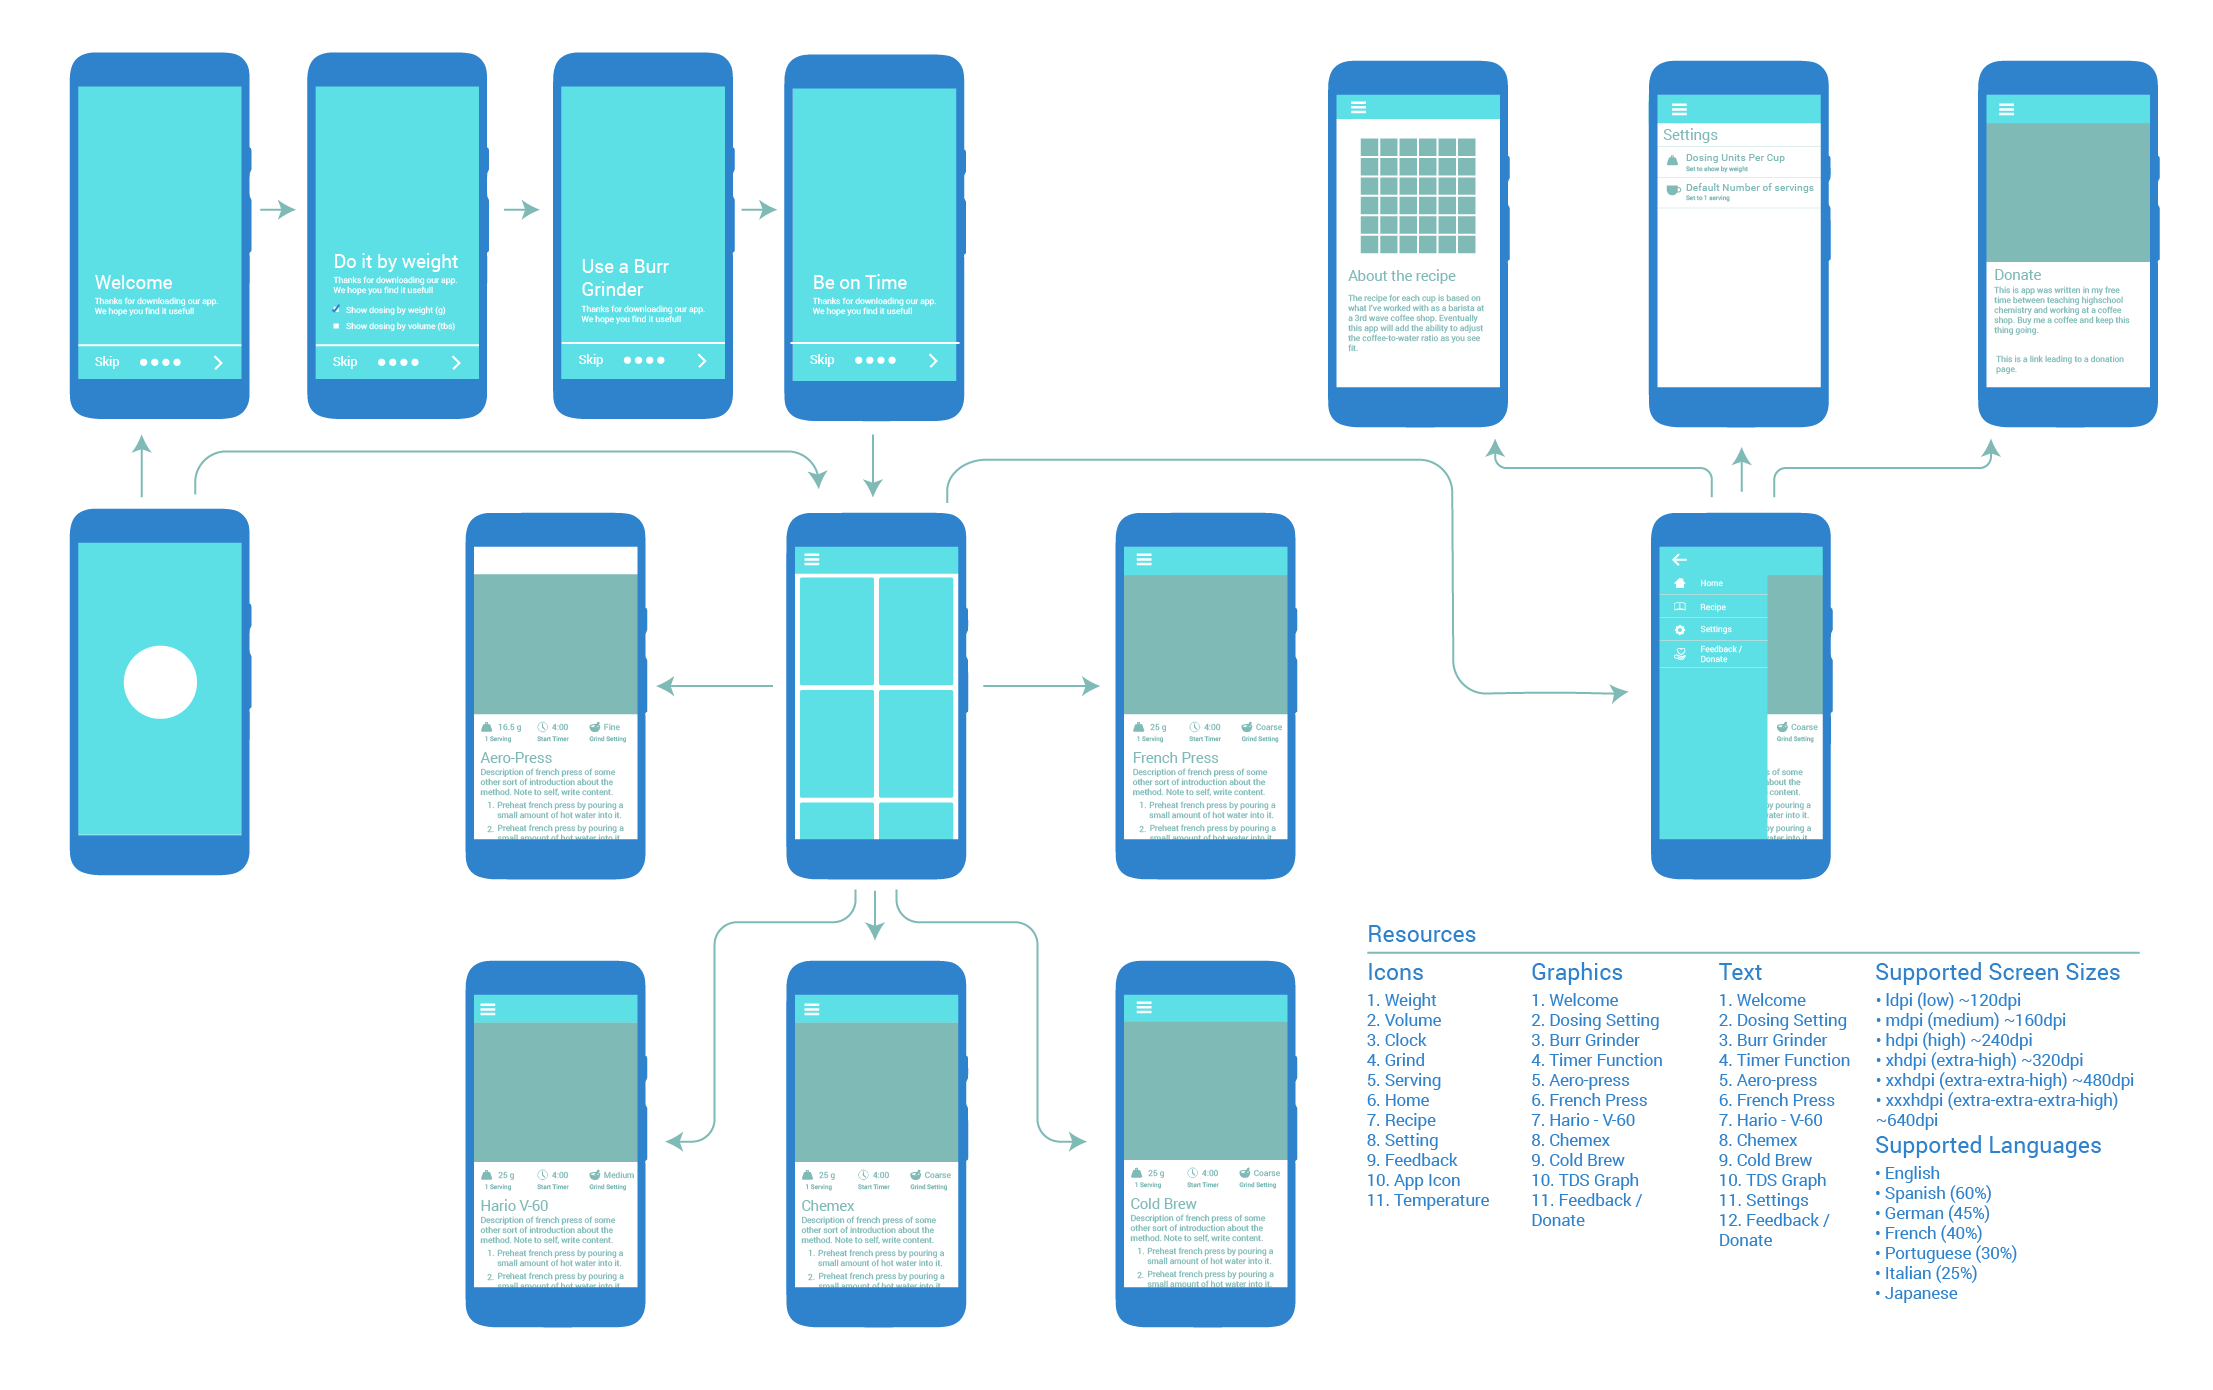 Welcome
Thanks for downloading our app.
We hope you find it usefull
Skip
Do it by weight
Thanks for downloading our app.
We hope you find it usefull
Show dosing by weight (g)
Show dosing by volume (tbs)
Skip
Use a Burr
Grinder
Thanks for downloading our app.
We hope you find it usefull
Skip
Be on Time
Thanks for downloading our app.
We hope you find it usefull
Skip
About the recipe
The recipe for each cup is based on
what I've worked with as a barista at
a 3rd wave coffee shop. Eventually
this app will add the ability to adjust
the coffee-to-water ratio as you see
fit.
Settings
Dosing Units Per Cup
Set to show by weight
Default Number of servings
Set to 1 serving
Donate
This is app was written in my free
time between teaching highschool
chemistry and working at a coffee
shop. Buy me a coffee and keep this
thing going.
This is a link leading to a donation
page.
16.5 g 4:00 Fine
1 Serving Start Timer Grind Setting
Aero-Press
Description of french press of some
other sort of introduction about the
method. Note to self, write content.
1. Preheat french press by pouring a
small amount of hot water into it.
2. Preheat french press by pouring a
small amount of hot water into it.
25 g 4:00 Coarse
1 Serving Start Timer Grind Setting
French Press
Description of french press of some
other sort of introduction about the
method. Note to self, write content.
1. Preheat french press by pouring a
small amount of hot water into it.
2. Preheat french press by pouring a
small amount of hot water into it.
Home
Recipe
Settings
Feedback /
Donate
Coarse
Grind Setting
s of some
about the
content.
by pouring a
water into it.
by pouring a
water into it.
25 g 4:00 Medium
1 Serving Start Timer Grind Setting
Hario V-60
Description of french press of some
other sort of introduction about the
method. Note to self, write content.
1. Preheat french press by pouring a
small amount of hot water into it.
2. Preheat french press by pouring a
small amount of hot water into it.
25 g 4:00 Coarse
1 Serving Start Timer Grind Setting
Chemex
Description of french press of some
other sort of introduction about the
method. Note to self, write content.
1. Preheat french press by pouring a
small amount of hot water into it.
2. Preheat french press by pouring a
small amount of hot water into it.
25 g 4:00 Coarse
1 Serving Start Timer Grind Setting
Cold Brew
Description of french press of some
other sort of introduction about the
method. Note to self, write content.
1. Preheat french press by pouring a
small amount of hot water into it.
2. Preheat french press by pouring a
small amount of hot water into it.
Resources
Icons
1. Weight
2. Volume
3. Clock
4. Grind
5. Serving
6. Home
7. Recipe
8. Setting
9. Feedback
10. App Icon
11. Temperature
Graphics
1. Welcome
2. Dosing Setting
3. Burr Grinder
4. Timer Function
5. Aero-press
6. French Press
7. Hario - V-60
8. Chemex
9. Cold Brew
10. TDS Graph
11. Feedback /
Donate
Text
1. Welcome
2. Dosing Setting
3. Burr Grinder
4. Timer Function
5. Aero-press
6. French Press
7. Hario - V-60
8. Chemex
9. Cold Brew
10. TDS Graph
11. Settings
12. Feedback /
Donate
Supported Screen Sizes
• ldpi (low) ~120dpi
• mdpi (medium) ~160dpi
• hdpi (high) ~240dpi
• xhdpi (extra-high) ~320dpi
• xxhdpi (extra-extra-high) ~480dpi
• xxxhdpi (extra-extra-extra-high)
~640dpi
Supported Languages
• English
• Spanish (60%)
• German (45%)
• French (40%)
• Portuguese (30%)
• Italian (25%)
• Japanese